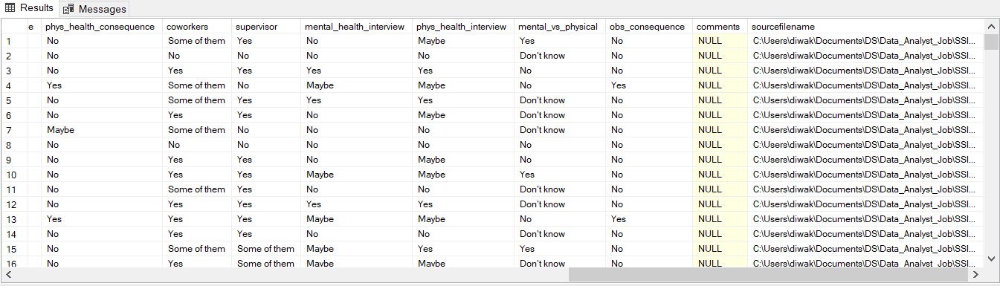 Results Messages
e phys_health_consequence coworkers supervisor mental_health_interview phys_health_interview mental_vs_physical obs_consequence comments sourcefilename
1 No Some of them Yes No Maybe Yes No NULL C:\Users\diwak\Documents\DS\Data_Analyst_Job\SSI...
2 No No No No No Don't know No NULL C:\Users\diwak\Documents\DS\Data_Analyst_Job\SSI...
3 No Yes Yes Yes Yes No No NULL C:\Users\diwak\Documents\DS\Data_Analyst_Job\SSI...
4 Yes Some of them No Maybe Maybe No Yes NULL C:\Users\diwak\Documents\DS\Data_Analyst_Job\SSI...
5 No Some of them Yes Yes Yes Don't know No NULL C:\Users\diwak\Documents\DS\Data_Analyst_Job\SSI...
6 No Yes Yes No Maybe Don't know No NULL C:\Users\diwak\Documents\DS\Data_Analyst_Job\SSI...
7 Maybe Some of them No No No Don't know No NULL C:\Users\diwak\Documents\DS\Data_Analyst_Job\SSI...
8 No No No No No No No NULL C:\Users\diwak\Documents\DS\Data_Analyst_Job\SSI...
9 No Yes Yes No Maybe No No NULL C:\Users\diwak\Documents\DS\Data_Analyst_Job\SSI...
10 No Yes Yes Maybe Maybe Yes No NULL C:\Users\diwak\Documents\DS\Data_Analyst_Job\SSI...
11 No Some of them Yes No No Don't know No NULL C:\Users\diwak\Documents\DS\Data_Analyst_Job\SSI...
12 No Yes Yes Yes Yes Don't know No NULL C:\Users\diwak\Documents\DS\Data_Analyst_Job\SSI...
13 Yes Yes Yes Maybe Maybe No Yes NULL C:\Users\diwak\Documents\DS\Data_Analyst_Job\SSI...
14 No Yes Yes No No Don't know No NULL C:\Users\diwak\Documents\DS\Data_Analyst_Job\SSI...
15 No Some of them Some of them Maybe Yes Yes No NULL C:\Users\diwak\Documents\DS\Data_Analyst_Job\SSI...
16 No Yes Some of them Maybe Maybe Don't know No NULL C:\Users\diwak\Documents\DS\Data_Analyst_Job\SSI...